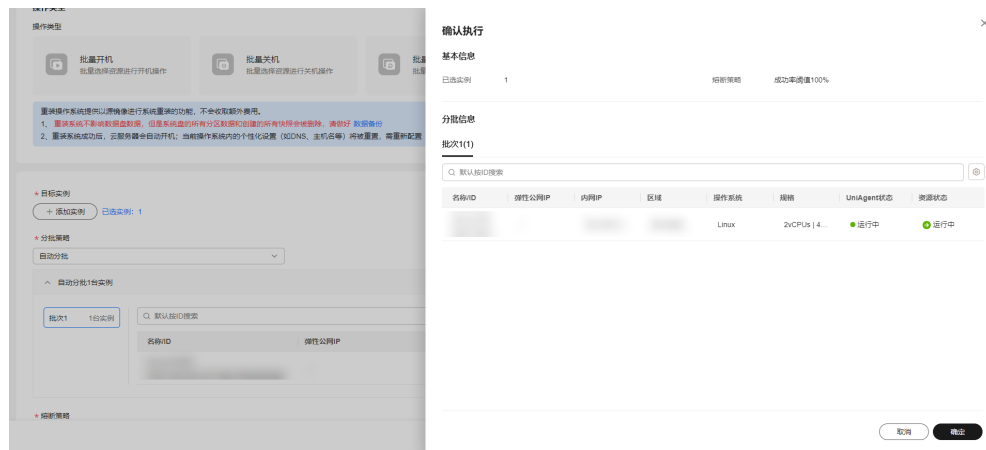 操作类型
操作类型
批量开机
批量选择资源进行开机操作
批量关机
批量选择资源进行关机操作
重装操作系统提供以源镜像进行系统重装的功能，不会收取额外费用。
1、 重装系统不影响数据盘数据，但是系统盘的所有分区数据和创建的所有快照会被删除，请做好 数据备份
2、重装系统成功后，云服务器会自动开机；当前操作系统内的个性化设置（如DNS、主机名等）将被重置，需重新配置
* 目标实例
+ 添加实例 已选实例：1
* 分批策略
自动分批
自动分批1台实例
批次1 1台实例
默认按ID搜索
名称/ID 弹性公网IP
* 熔断策略
确认执行
基本信息
已选实例 1 熔断策略 成功率阈值100%
分批信息
批次1(1)
默认按ID搜索
名称/ID 弹性公网IP 内网IP 区域 操作系统 规格 UniAgent状态 资源状态
Linux 2vCPUs | 4... 运行中 运行中
取消 确定